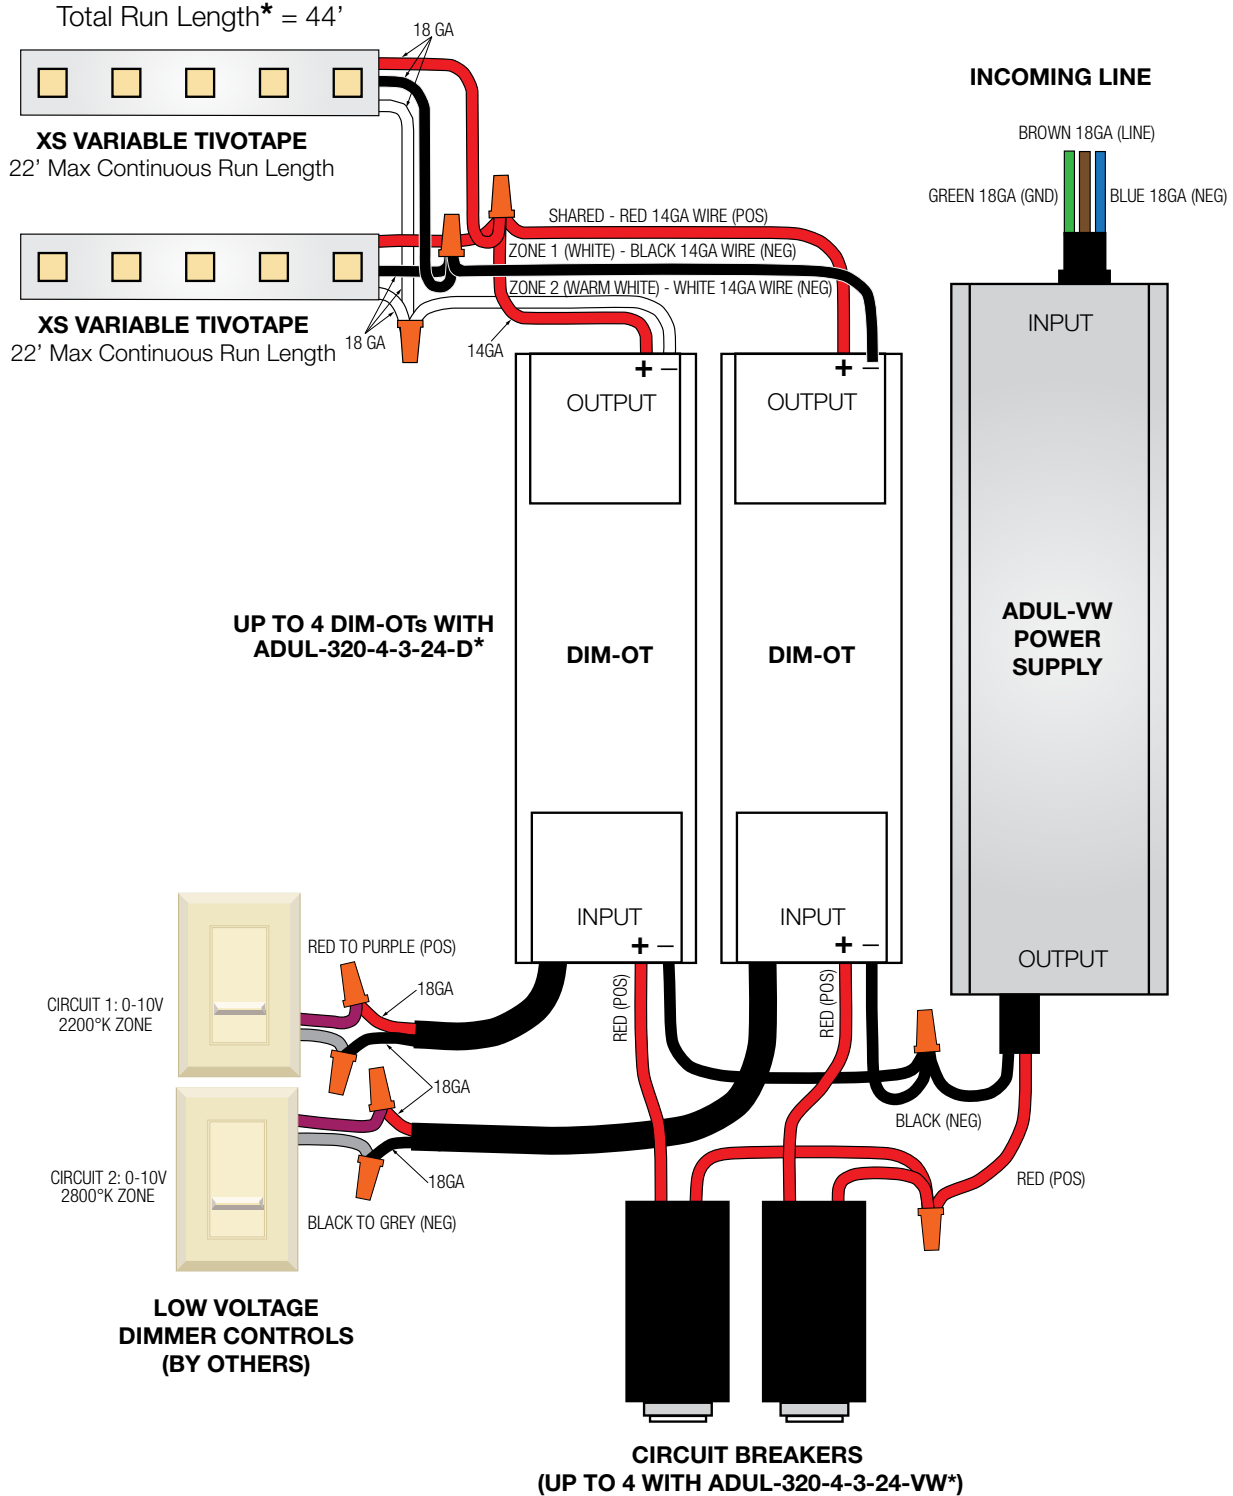 Total Run Length* = 44'
18 GA
XS VARIABLE TIVOTAPE
22' Max Continuous Run Length
INCOMING LINE
BROWN 18GA (LINE)
GREEN 18GA (GND)
BLUE 18GA (NEG)
SHARED - RED 14GA WIRE (POS)
ZONE 1 (WHITE) - BLACK 14GA WIRE (NEG)
ZONE 2 (WARM WHITE) - WHITE 14GA WIRE (NEG)
XS VARIABLE TIVOTAPE
22' Max Continuous Run Length
18 GA
14GA
+ –
OUTPUT
+ –
OUTPUT
INPUT
UP TO 4 DIM-OTs WITH
ADUL-320-4-3-24-D*
DIM-OT
DIM-OT
ADUL-VW
POWER
SUPPLY
INPUT
+ –
INPUT
+ –
OUTPUT
RED TO PURPLE (POS)
18GA
CIRCUIT 1: 0-10V
2200°K ZONE
RED (POS)
RED (POS)
18GA
BLACK (NEG)
CIRCUIT 2: 0-10V
2800°K ZONE
18GA
RED (POS)
BLACK TO GREY (NEG)
LOW VOLTAGE
DIMMER CONTROLS
(BY OTHERS)
CIRCUIT BREAKERS
(UP TO 4 WITH ADUL-320-4-3-24-VW*)